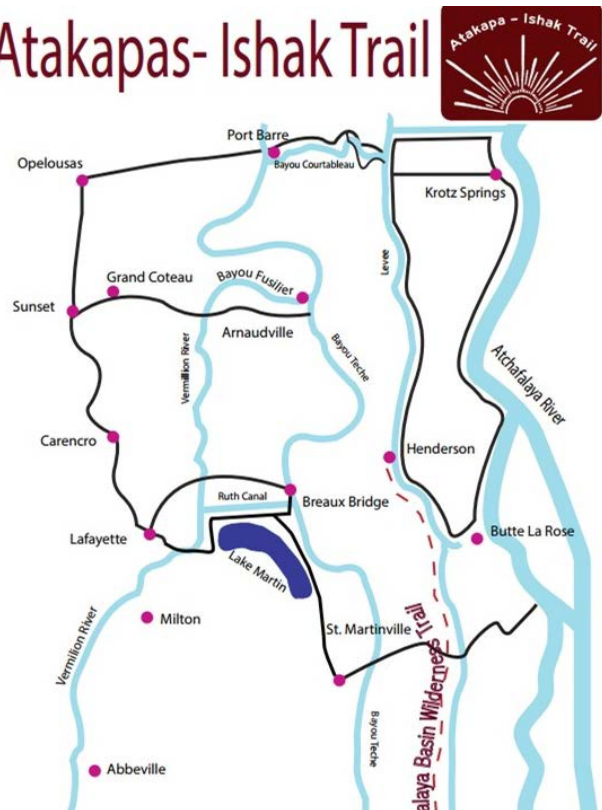 Atakapas- Ishak Trail
Atakapa - Ishak Trail
Port Barre
Opelousas
Bayou Courtableau
Krotz Springs
Grand Coteau
Bayou Fusilier
Levee
Sunset
Arnaudville
Vermillion River
Bayou Teche
Atchafalaya River
Carencro
Henderson
Ruth Canal
Breaux Bridge
Lafayette
Butte La Rose
Lake Martin
Milton
St. Martinville
Vermilion River
alaya Basin Wilderness Trail
Bayou Teche
Abbeville